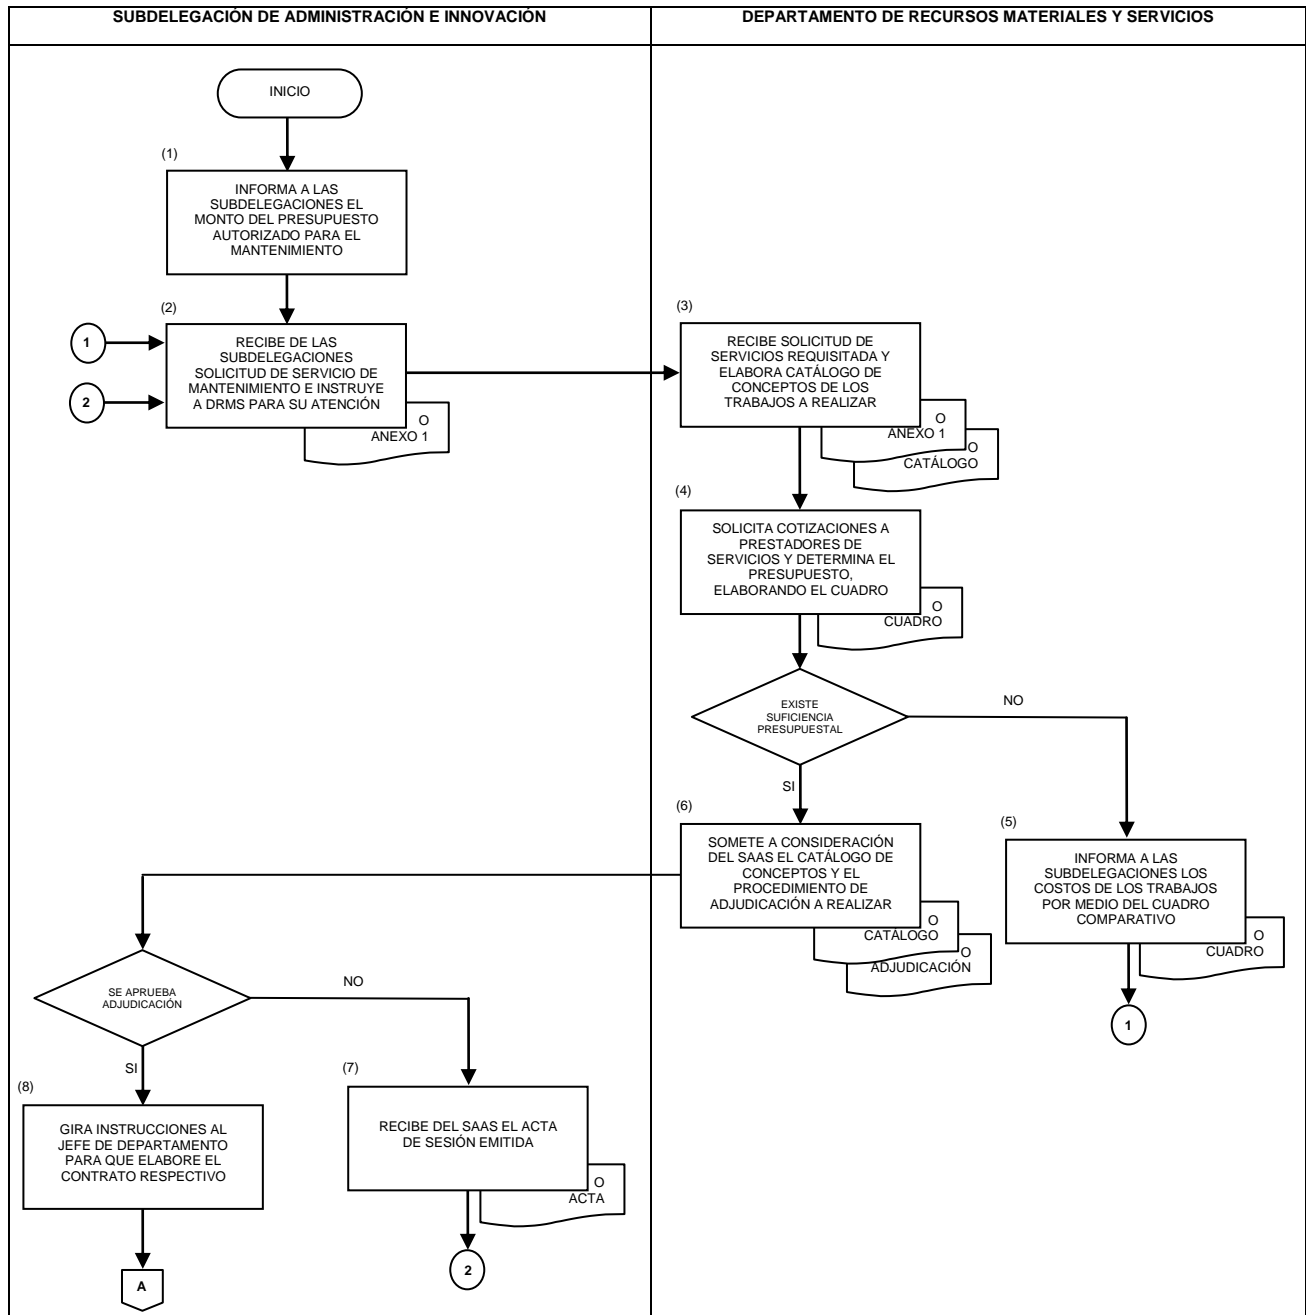 SUBDELEGACIÓN DE ADMINISTRACIÓN E INNOVACIÓN
DEPARTAMENTO DE RECURSOS MATERIALES Y SERVICIOS
INICIO
(1)
INFORMA A LAS
SUBDELEGACIONES EL
MONTO DEL PRESUPUESTO
AUTORIZADO PARA EL
MANTENIMIENTO
(2)
1
2
RECIBE DE LAS
SUBDELEGACIONES
SOLICITUD DE SERVICIO DE
MANTENIMIENTO E INSTRUYE
A DRMS PARA SU ATENCIÓN
O
ANEXO 1
(3)
RECIBE SOLICITUD DE
SERVICIOS REQUISITADA Y
ELABORA CATÁLOGO DE
CONCEPTOS DE LOS
TRABAJOS A REALIZAR
O
ANEXO 1
O
CATÁLOGO
(4)
SOLICITA COTIZACIONES A
PRESTADORES DE
SERVICIOS Y DETERMINA EL
PRESUPUESTO,
ELABORANDO EL CUADRO
O
CUADRO
EXISTE
SUFICIENCIA
PRESUPUESTAL
NO
SI
(5)
INFORMA A LAS
SUBDELEGACIONES LOS
COSTOS DE LOS TRABAJOS
POR MEDIO DEL CUADRO
COMPARATIVO
O
CUADRO
1
(6)
SOMETE A CONSIDERACIÓN
DEL SAAS EL CATÁLOGO DE
CONCEPTOS Y EL
PROCEDIMIENTO DE
ADJUDICACIÓN A REALIZAR
O
CATÁLOGO
O
ADJUDICACIÓN
SE APRUEBA
ADJUDICACIÓN
NO
SI
(7)
RECIBE DEL SAAS EL ACTA
DE SESIÓN EMITIDA
O
ACTA
2
(8)
GIRA INSTRUCCIONES AL
JEFE DE DEPARTAMENTO
PARA QUE ELABORE EL
CONTRATO RESPECTIVO
A